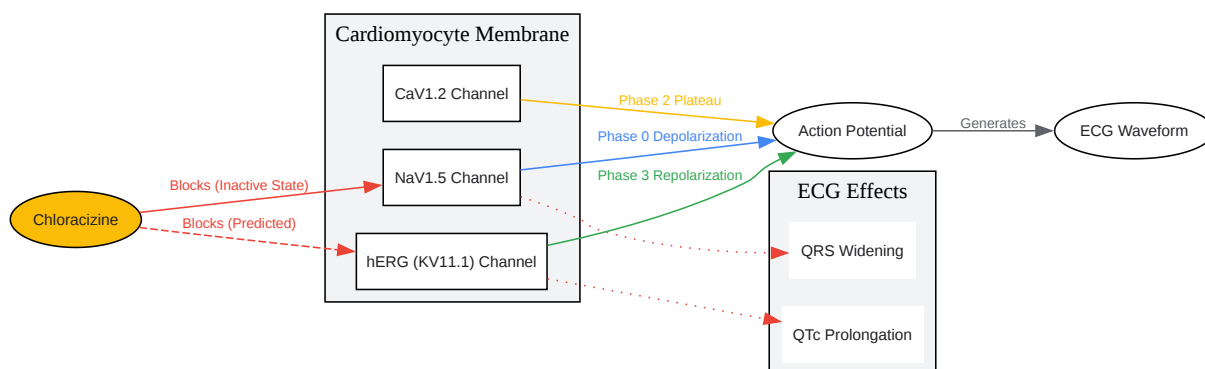 Cardiomyocyte Membrane
CaV1.2 Channel
Phase 2 Plateau
Action Potential
Generates
ECG Waveform
Phase 0 Depolarization
NaV1.5 Channel
Blocks (Inactive State)
Phase 3 Repolarization
ECG Effects
Chloracizine
Blocks (Predicted)
QRS Widening
hERG (KV11.1) Channel
QTc Prolongation